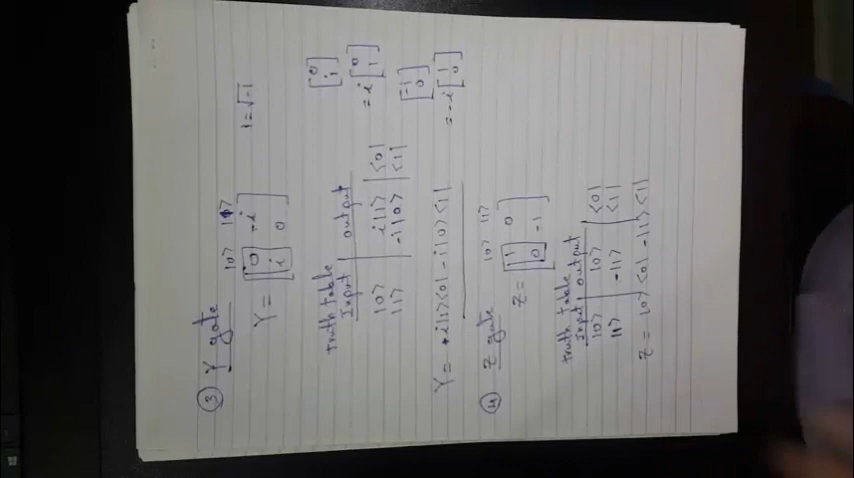 ③ Y gate
|0> |1>
Y = [0 -i
i 0]
i = √-1
truth table
Input | output
|0> i|1> <0|
|1> -i|0> <1|
[0
i]
= i [0
1]
[-i
0]
= -i [1
0]
Y = +i|1><0| - i|0><1|
④ Z gate
|0> |1>
Z = [1 0
0 -1]
truth table
Input | output
|0> |0> <0|
|1> -|1> <1|
Z = |0><0| - |1><1|